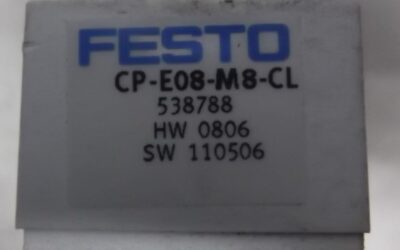 FESTO
CP-E08-M8-CL
538788
HW 0806
SW 110506